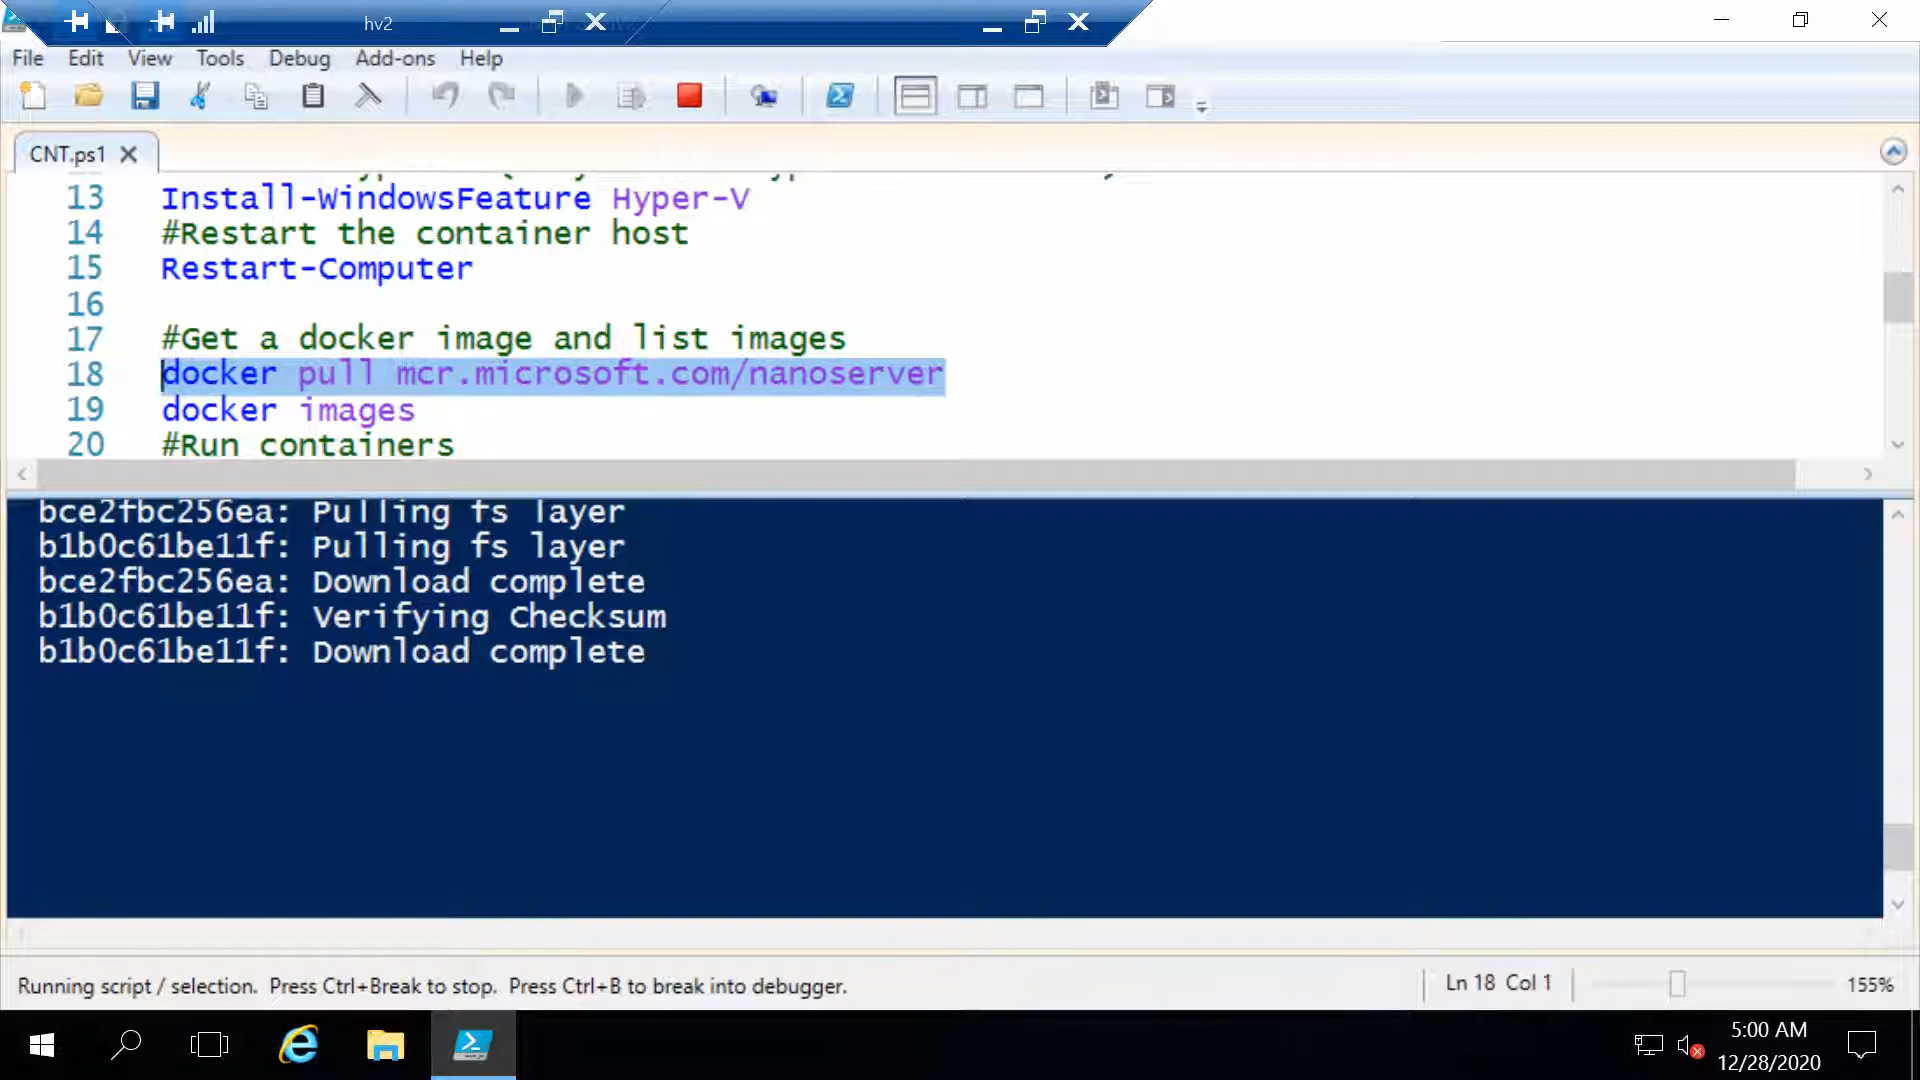 hv2
File Edit View Tools Debug Add-ons Help
CNT.ps1
13 Install-WindowsFeature Hyper-V
14 #Restart the container host
15 Restart-Computer
16
17 #Get a docker image and list images
18 docker pull mcr.microsoft.com/nanoserver
19 docker images
20 #Run containers
bce2fbc256ea: Pulling fs layer
b1b0c61be11f: Pulling fs layer
bce2fbc256ea: Download complete
b1b0c61be11f: Verifying Checksum
b1b0c61be11f: Download complete
Running script / selection. Press Ctrl+Break to stop. Press Ctrl+B to break into debugger.
Ln 18 Col 1
155%
5:00 AM
12/28/2020